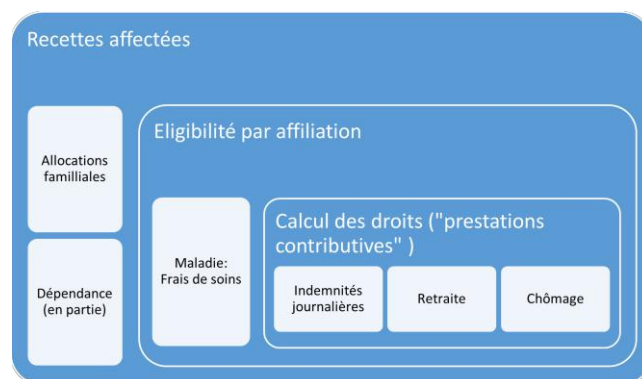 Recettes affectées
Eligibilité par affiliation
Allocations
familliales
Calcul des droits ("prestations
contributives" )
Maladie:
Frais de soins
Indemnités
journalières
Retraite
Chômage
Dépendance
(en partie)